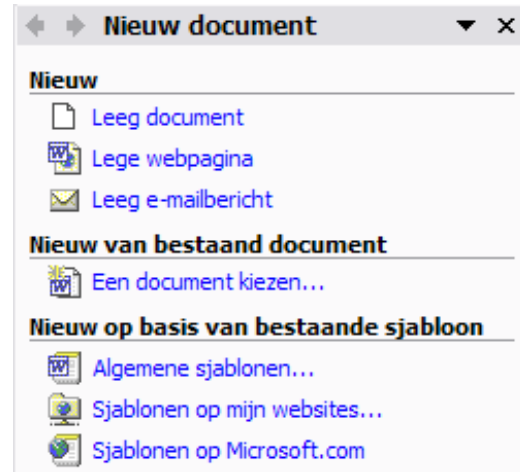 Nieuw document
Nieuw
Leeg document
Lege webpagina
Leeg e-mailbericht
Nieuw van bestaand document
Een document kiezen...
Nieuw op basis van bestaande sjabloon
Algemene sjablonen...
Sjablonen op mijn websites...
Sjablonen op Microsoft.com